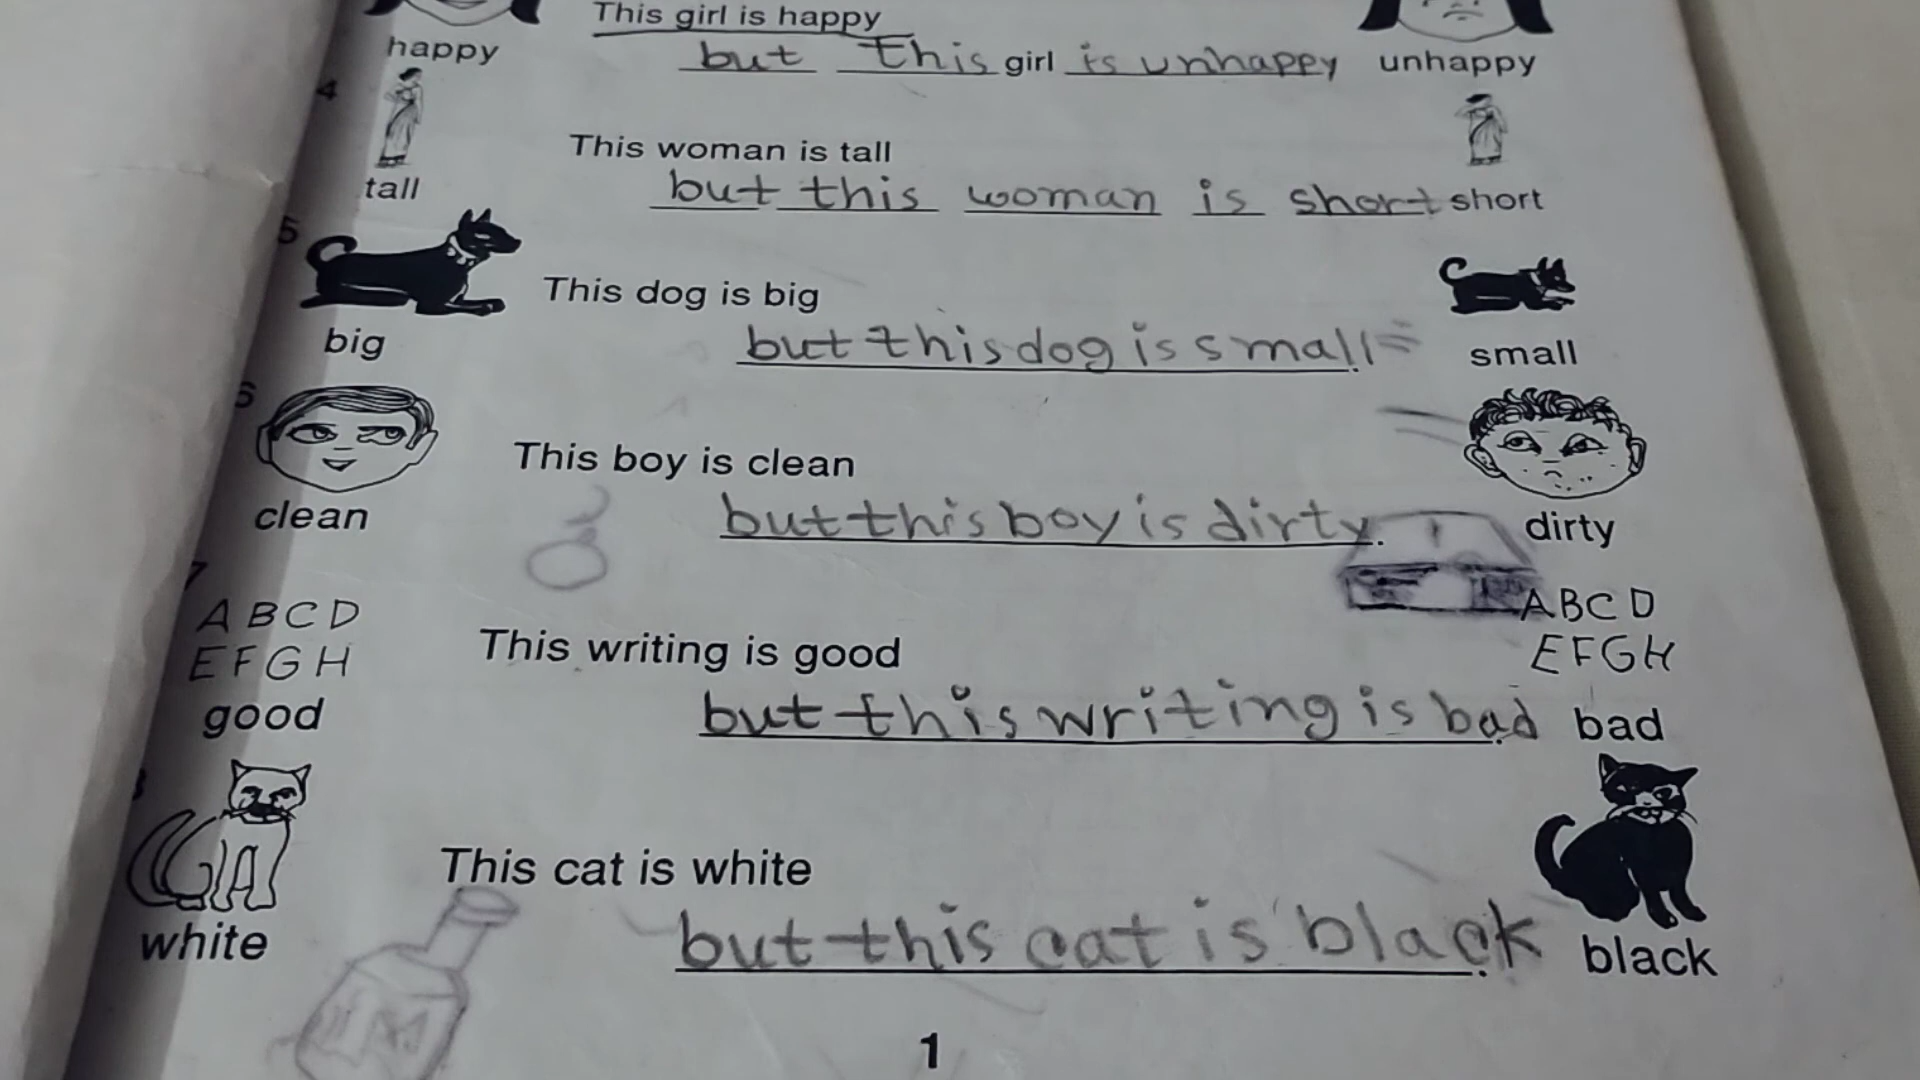 This girl is happy
happy but this girl is unhappy unhappy
4
This woman is tall
tall but this woman is short short
5
This dog is big
big but this dog is small small
6
This boy is clean
clean but this boy is dirty. dirty
7
A B C D ABCD
E F G H EFGH
This writing is good
good but this writing is bad. bad
This cat is white
white but this cat is black. black
1